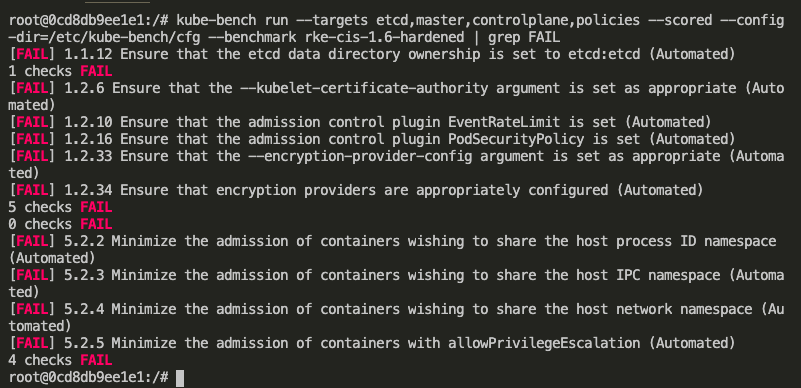 root@0cd8db9ee1e1:/# kube-bench run --targets etcd,master,controlplane,policies --scored --config
-dir=/etc/kube-bench/cfg --benchmark rke-cis-1.6-hardened | grep FAIL
[FAIL] 1.1.12 Ensure that the etcd data directory ownership is set to etcd:etcd (Automated)
1 checks FAIL
[FAIL] 1.2.6 Ensure that the --kubelet-certificate-authority argument is set as appropriate (Auto
mated)
[FAIL] 1.2.10 Ensure that the admission control plugin EventRateLimit is set (Automated)
[FAIL] 1.2.16 Ensure that the admission control plugin PodSecurityPolicy is set (Automated)
[FAIL] 1.2.33 Ensure that the --encryption-provider-config argument is set as appropriate (Automa
ted)
[FAIL] 1.2.34 Ensure that encryption providers are appropriately configured (Automated)
5 checks FAIL
0 checks FAIL
[FAIL] 5.2.2 Minimize the admission of containers wishing to share the host process ID namespace
(Automated)
[FAIL] 5.2.3 Minimize the admission of containers wishing to share the host IPC namespace (Automa
ted)
[FAIL] 5.2.4 Minimize the admission of containers wishing to share the host network namespace (Au
tomated)
[FAIL] 5.2.5 Minimize the admission of containers with allowPrivilegeEscalation (Automated)
4 checks FAIL
root@0cd8db9ee1e1:/#